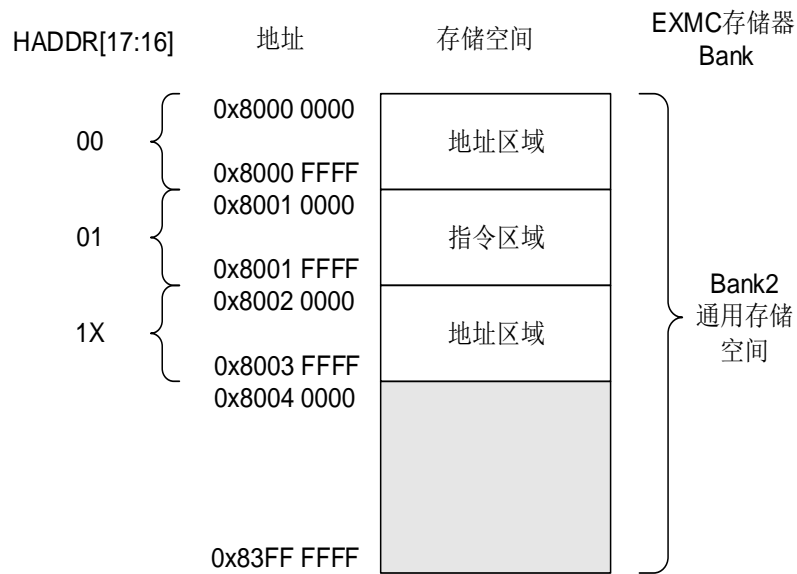 HADDR[17:16]
地址
存储空间
EXMC存储器
Bank
00
0x8000 0000
地址区域
0x8000 FFFF
01
0x8001 0000
指令区域
0x8001 FFFF
1X
0x8002 0000
地址区域
0x8003 FFFF
0x8004 0000
0x83FF FFFF
Bank2
通用存储
空间